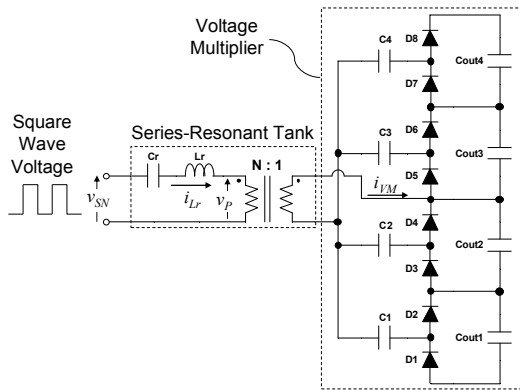 Voltage
Multiplier
Square
Wave
Voltage
Series-Resonant Tank
Cr
Lr
N : 1
v_SN
i_Lr
v_P
i_VM
C4
C3
C2
C1
D8
D7
D6
D5
D4
D3
D2
D1
Cout4
Cout3
Cout2
Cout1